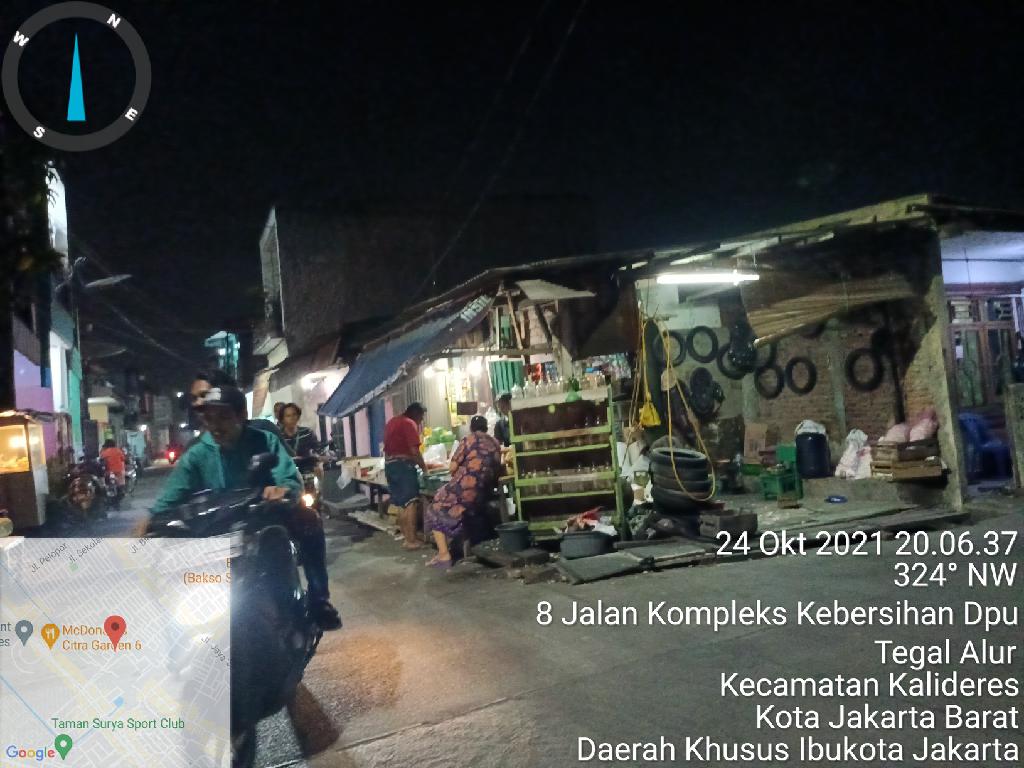 N
W
E
S
24 Okt 2021 20.06.37
324° NW
8 Jalan Kompleks Kebersihan Dpu
Tegal Alur
Kecamatan Kalideres
Kota Jakarta Barat
Daerah Khusus Ibukota Jakarta
Jl. Pelopor
(Bakso
Citra Garden 6
Taman Surya Sport Club
Google